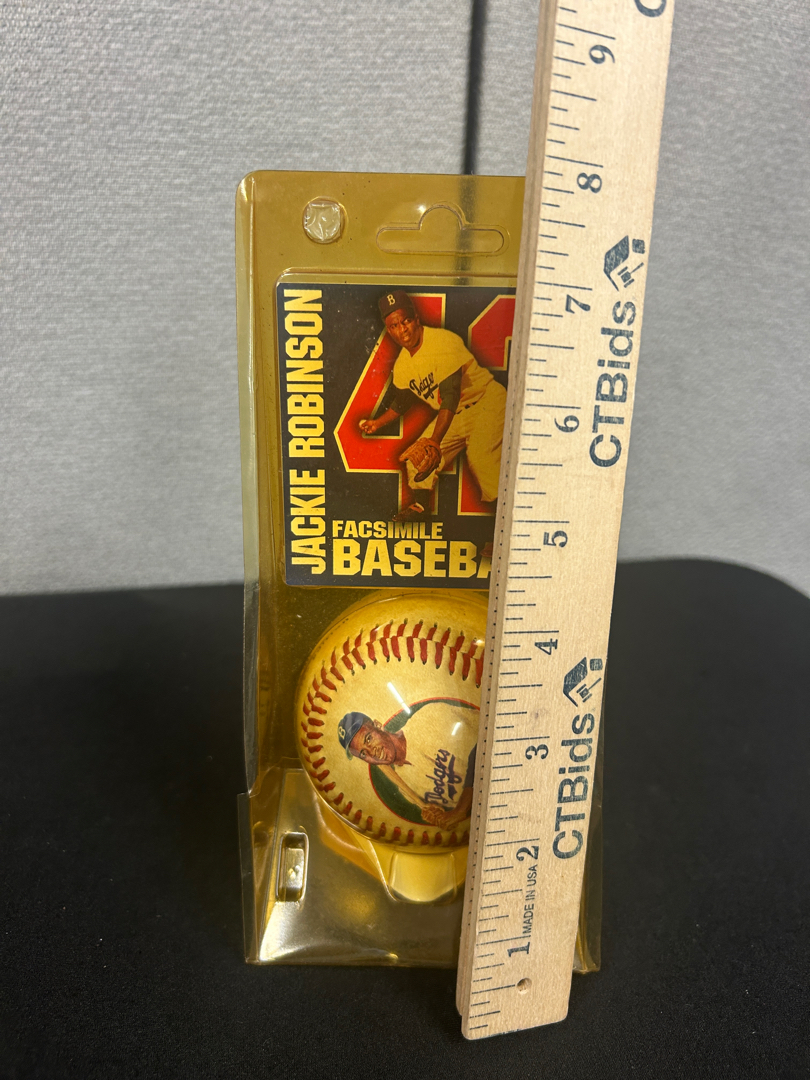 JACKIE ROBINSON
B
42
Dodgers
FACSIMILE
BASEBA
B
Dodgers
9
8
7
6
5
4
3
2
1
CTBids
CTBids
MADE IN USA
C